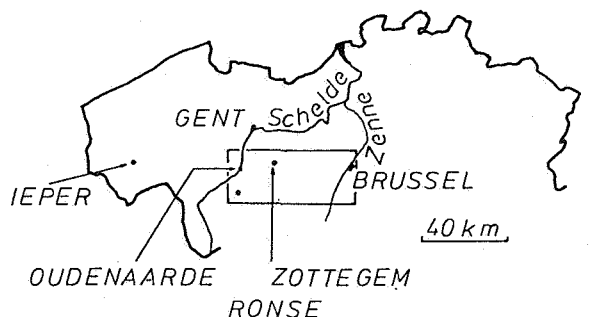 Schelde
Zenne
GENT
BRUSSEL
IEPER
40 km
OUDENAARDE
ZOTTEGEM
RONSE